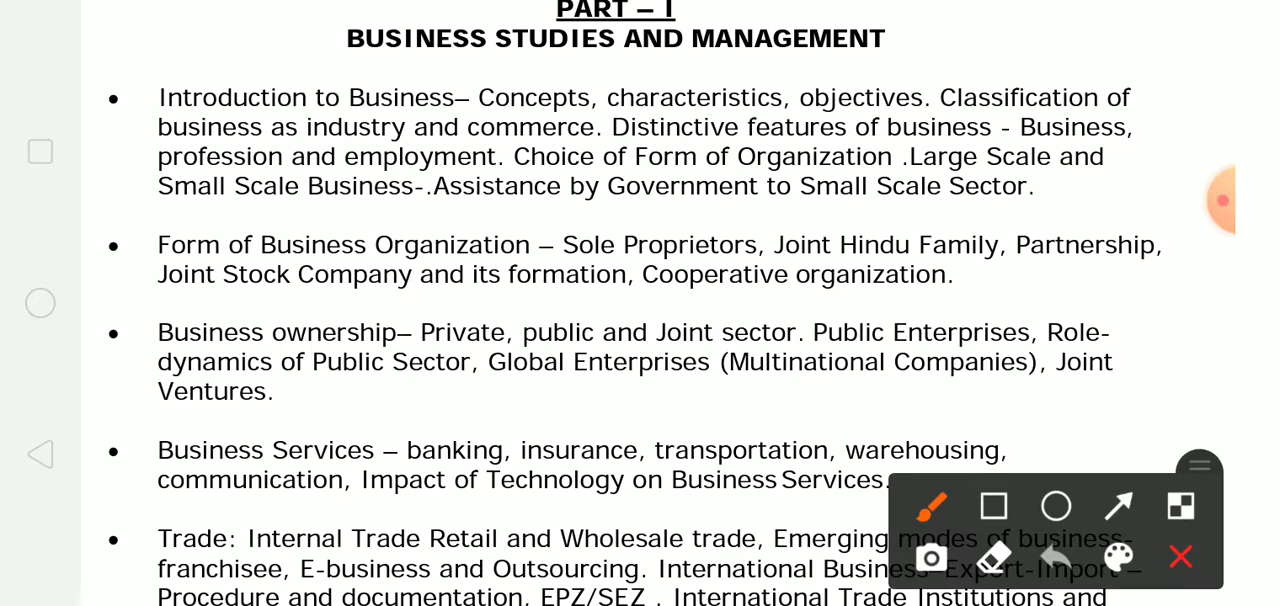 PART – I
BUSINESS STUDIES AND MANAGEMENT
• Introduction to Business– Concepts, characteristics, objectives. Classification of
business as industry and commerce. Distinctive features of business - Business,
profession and employment. Choice of Form of Organization .Large Scale and
Small Scale Business-.Assistance by Government to Small Scale Sector.
• Form of Business Organization – Sole Proprietors, Joint Hindu Family, Partnership,
Joint Stock Company and its formation, Cooperative organization.
• Business ownership– Private, public and Joint sector. Public Enterprises, Role-
dynamics of Public Sector, Global Enterprises (Multinational Companies), Joint
Ventures.
• Business Services – banking, insurance, transportation, warehousing,
communication, Impact of Technology on Business Services.
• Trade: Internal Trade Retail and Wholesale trade, Emerging modes of business-
franchisee, E-business and Outsourcing. International Business–Export-Import –
Procedure and documentation, EPZ/SEZ , International Trade Institutions and